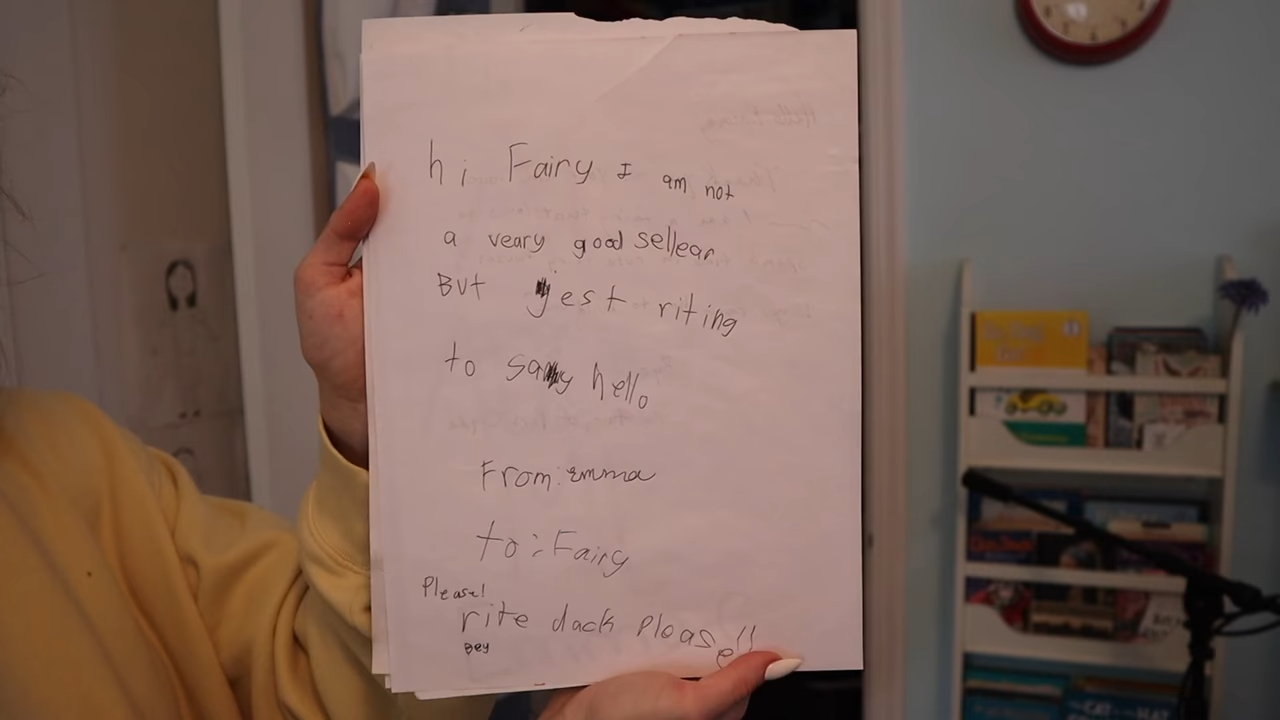 hi Fairy I am not
a veary good sellear
But jest riting
to say hello
From: emma
to: Fairy
Please!
rite dack Please!!
Bey